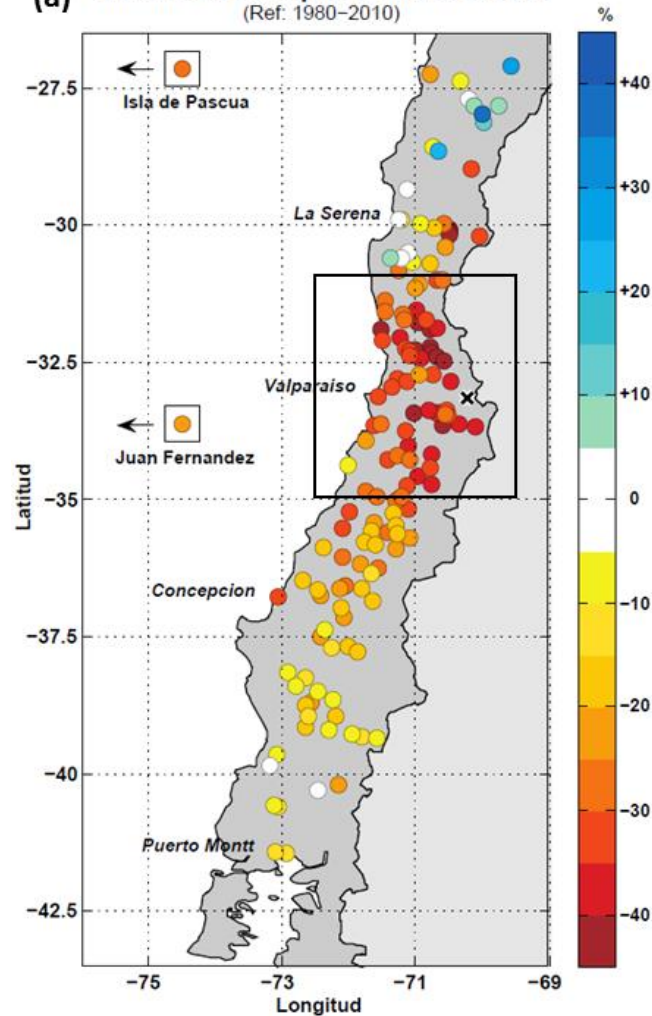 (a)
(Ref: 1980−2010)
%
Isla de Pascua
La Serena
Valparaiso
Juan Fernandez
Concepcion
Puerto Montt
Latitud
−27.5
−30
−32.5
−35
−37.5
−40
−42.5
−75
−73
−71
−69
Longitud
+40
+30
+20
+10
0
−10
−20
−30
−40